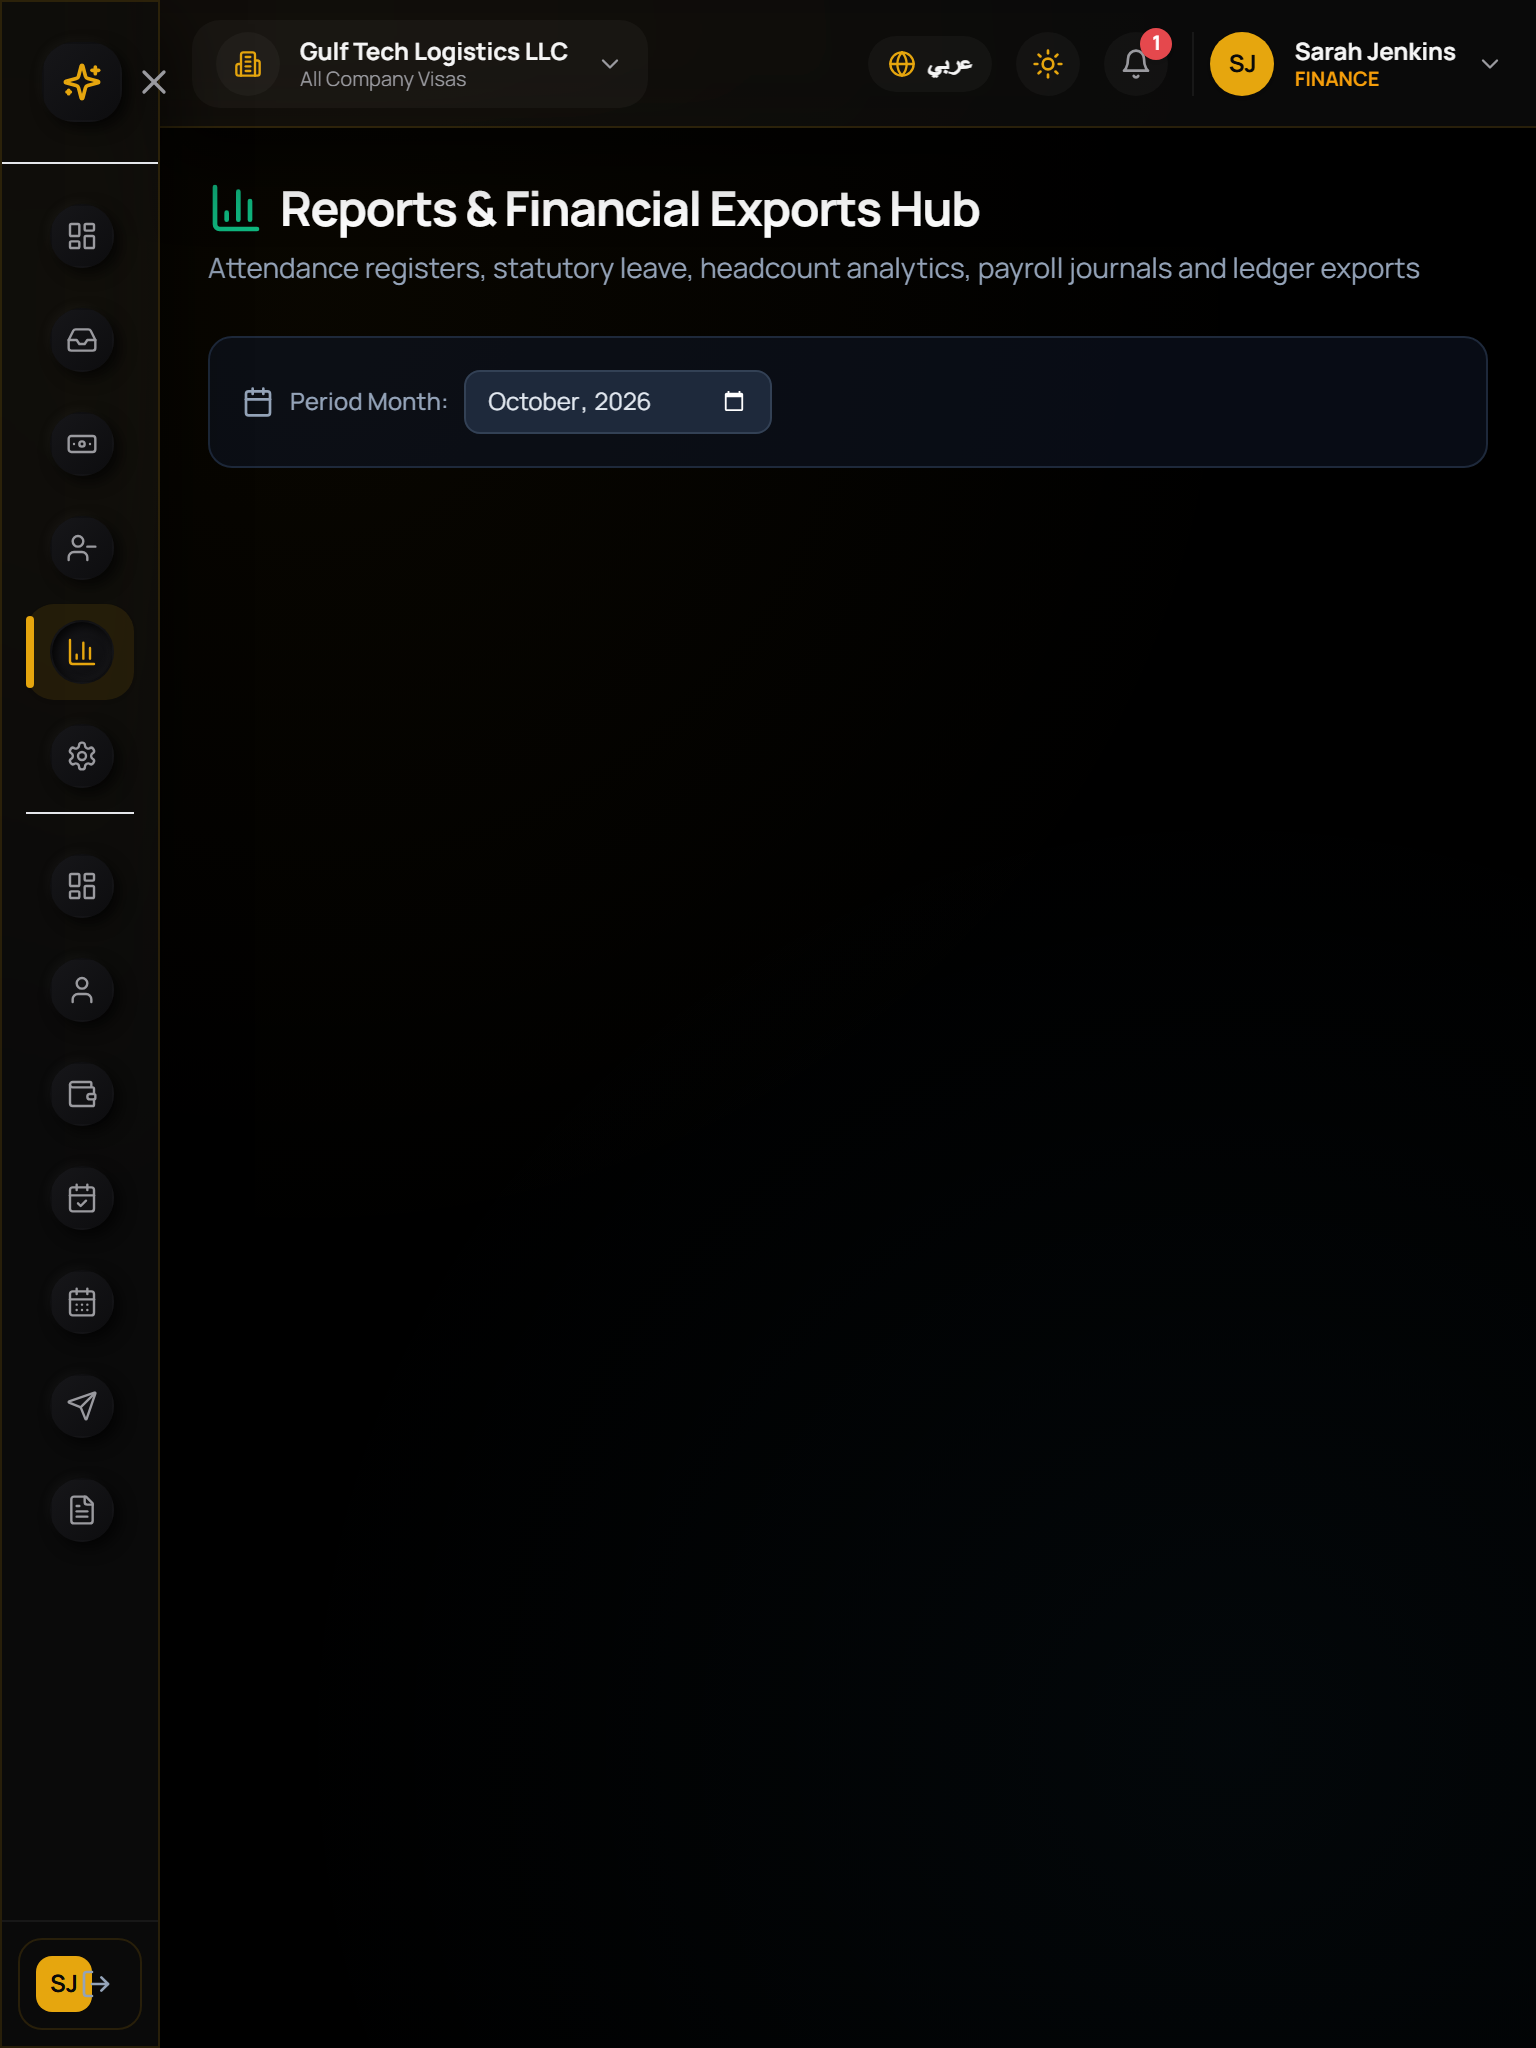 Gulf Tech Logistics LLC
All Company Visas
عربي
1
SJ
Sarah Jenkins
FINANCE
Reports & Financial Exports Hub
Attendance registers, statutory leave, headcount analytics, payroll journals and ledger exports
Period Month:
October, 2026
SJ